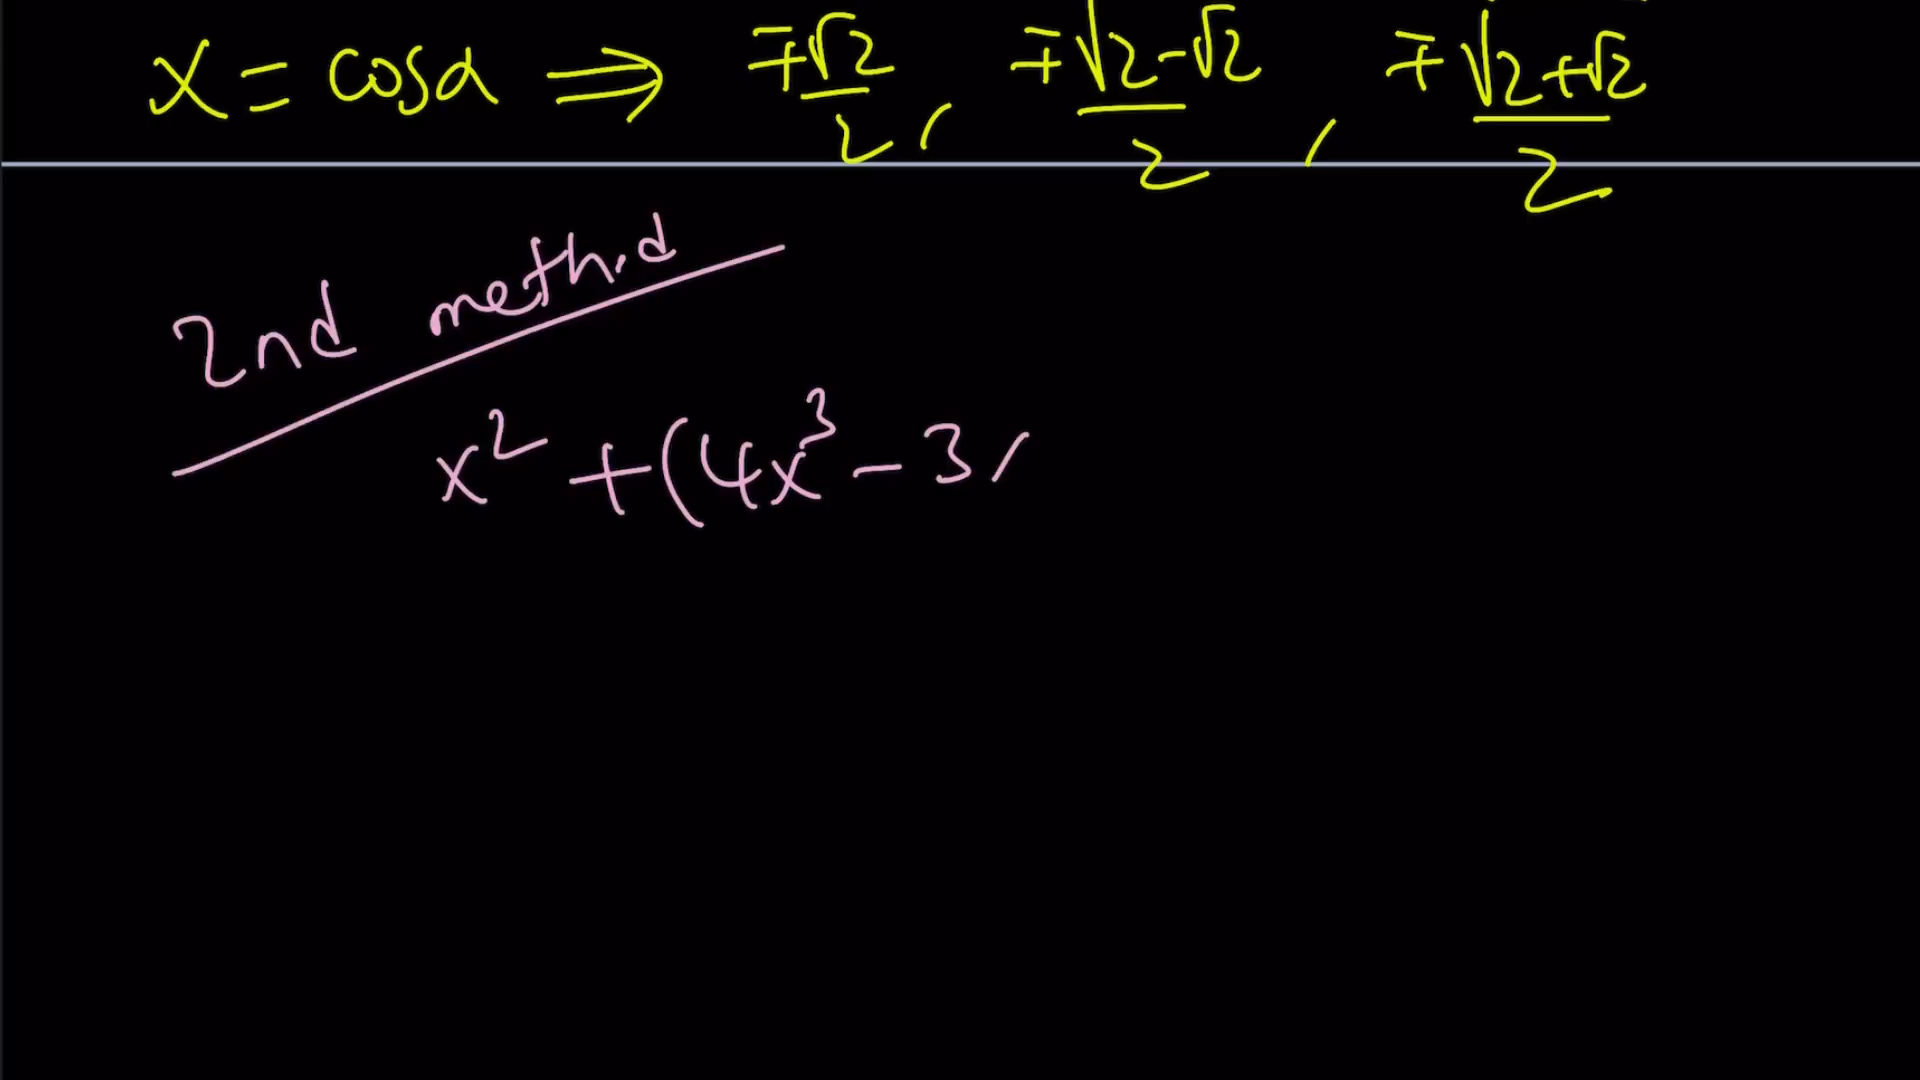 x = cosα ⇒ ∓√2/2, ∓√(2-√2)/2, ∓√(2+√2)/2
2nd method
x² + (4x³ - 3